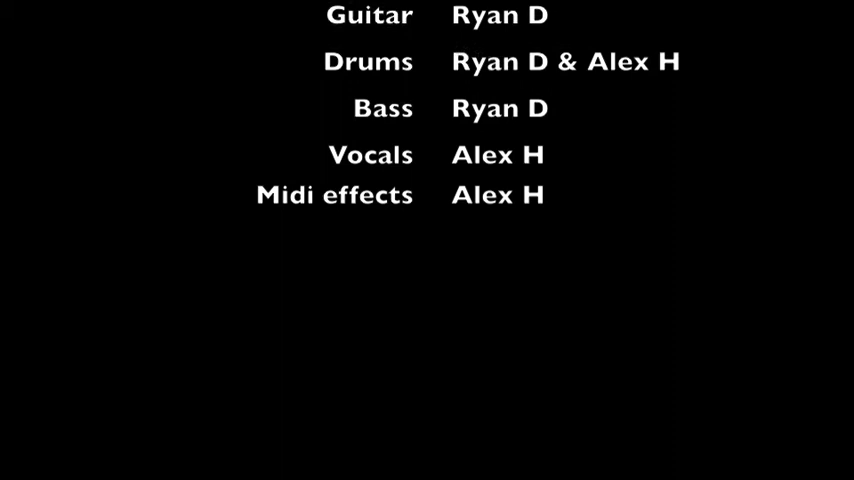 Guitar Ryan D
Drums Ryan D & Alex H
Bass Ryan D
Vocals Alex H
Midi effects Alex H